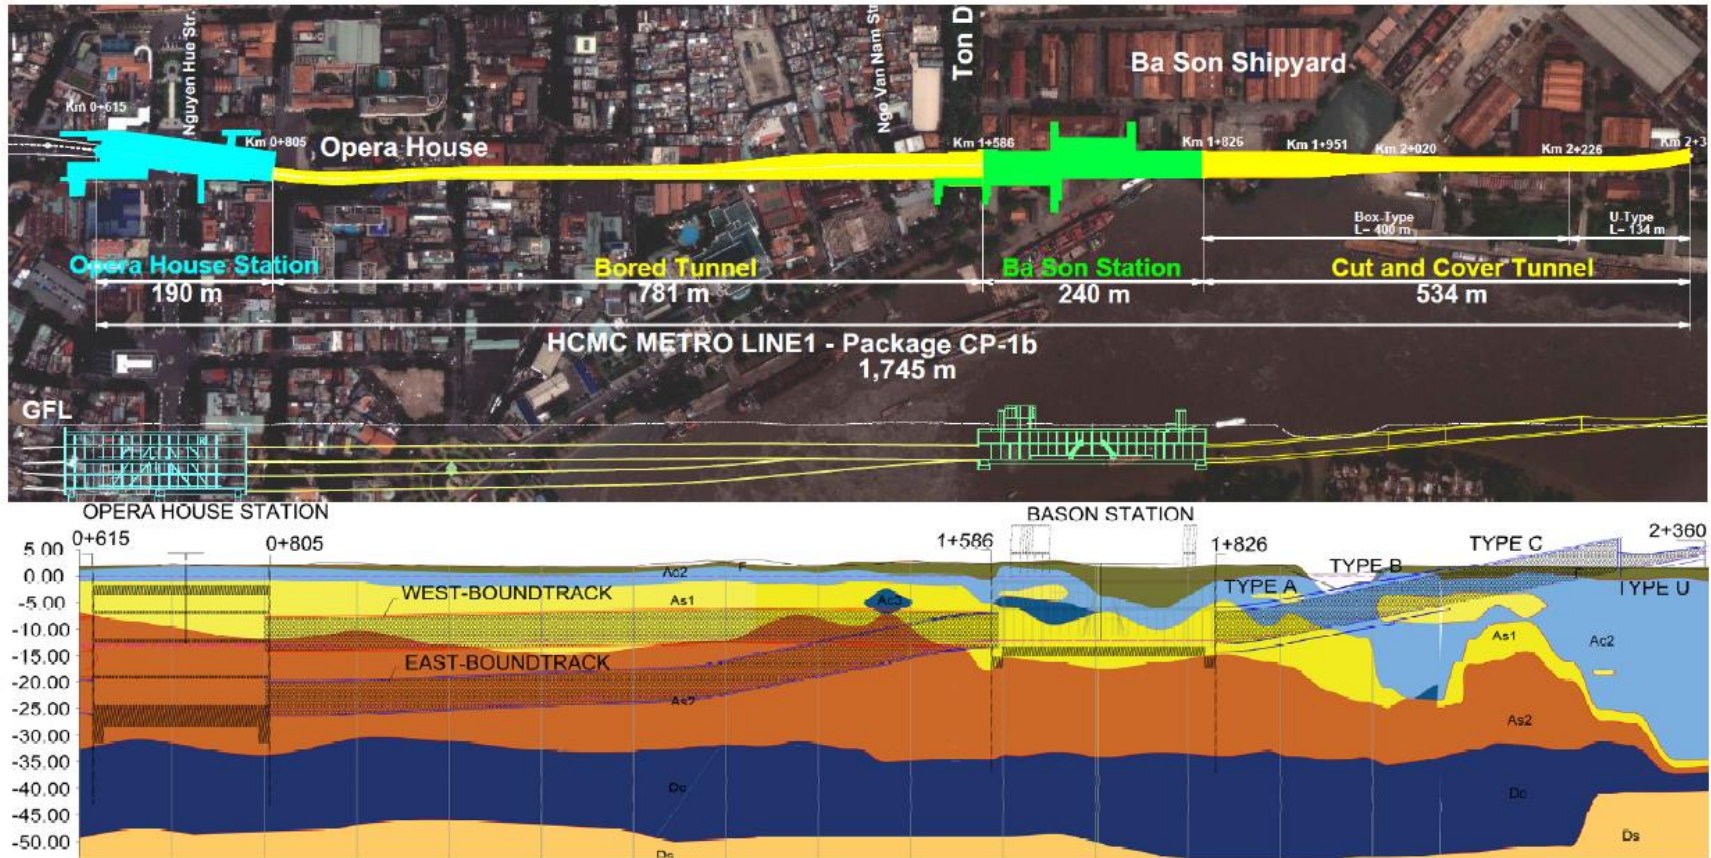 Nguyen Hue Str.
Ngo Van Nam Str
Ton D
Ba Son Shipyard
Km 0+615
Km 0+805
Opera House
Km 1+586
Km 1+826
Km 1+951
Km 2+020
Km 2+226
Km 2+3
Box Type
L= 400 m
U Type
L= 134 m
Opera House Station
190 m
Bored Tunnel
781 m
Ba Son Station
240 m
Cut and Cover Tunnel
534 m
HCMC METRO LINE1 - Package CP-1b
1,745 m
GFL
OPERA HOUSE STATION
BASON STATION
0+615
0+805
1+586
1+826
2+360
TYPE A
TYPE B
TYPE C
TYPE U
5.00
0.00
-5.00
-10.00
-15.00
-20.00
-25.00
-30.00
-35.00
-40.00
-45.00
-50.00
Ac2
F
WEST-BOUNDTRACK
As1
Ac3
EAST-BOUNDTRACK
As2
As1
Ac2
As2
Dc
Dc
Ds
Ds